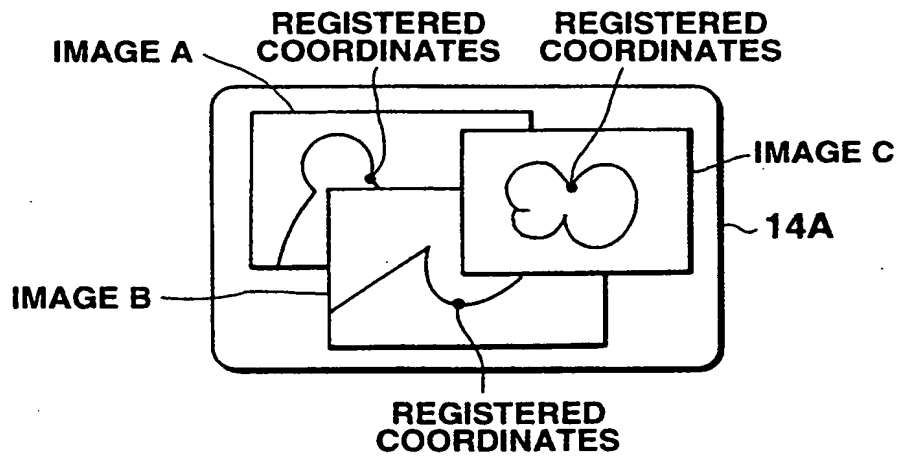 IMAGE A
REGISTERED
COORDINATES
REGISTERED
COORDINATES
IMAGE C
14A
IMAGE B
REGISTERED
COORDINATES